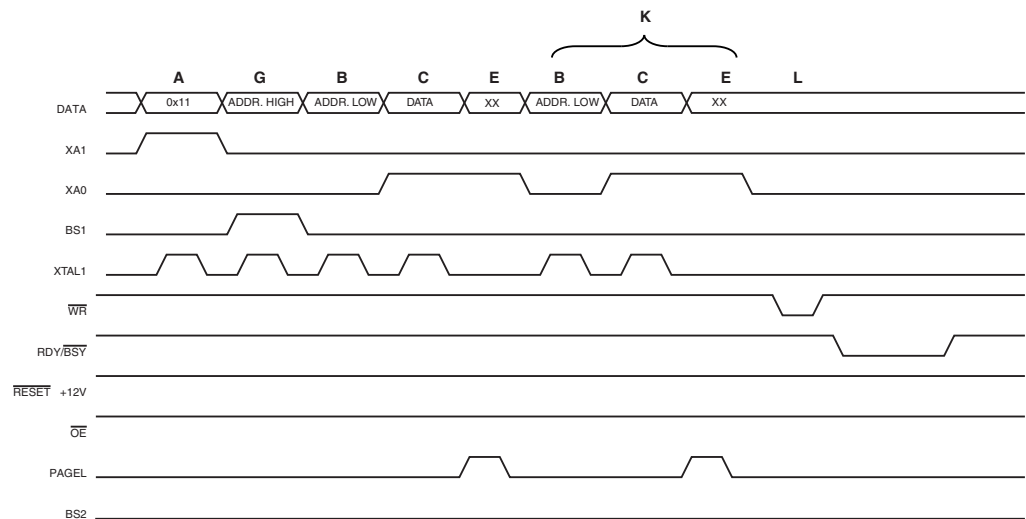 K
A G B C E B C E L
DATA 0x11 ADDR. HIGH ADDR. LOW DATA XX ADDR. LOW DATA XX
XA1
XA0
BS1
XTAL1
WR
RDY/BSY
RESET +12V
OE
PAGEL
BS2